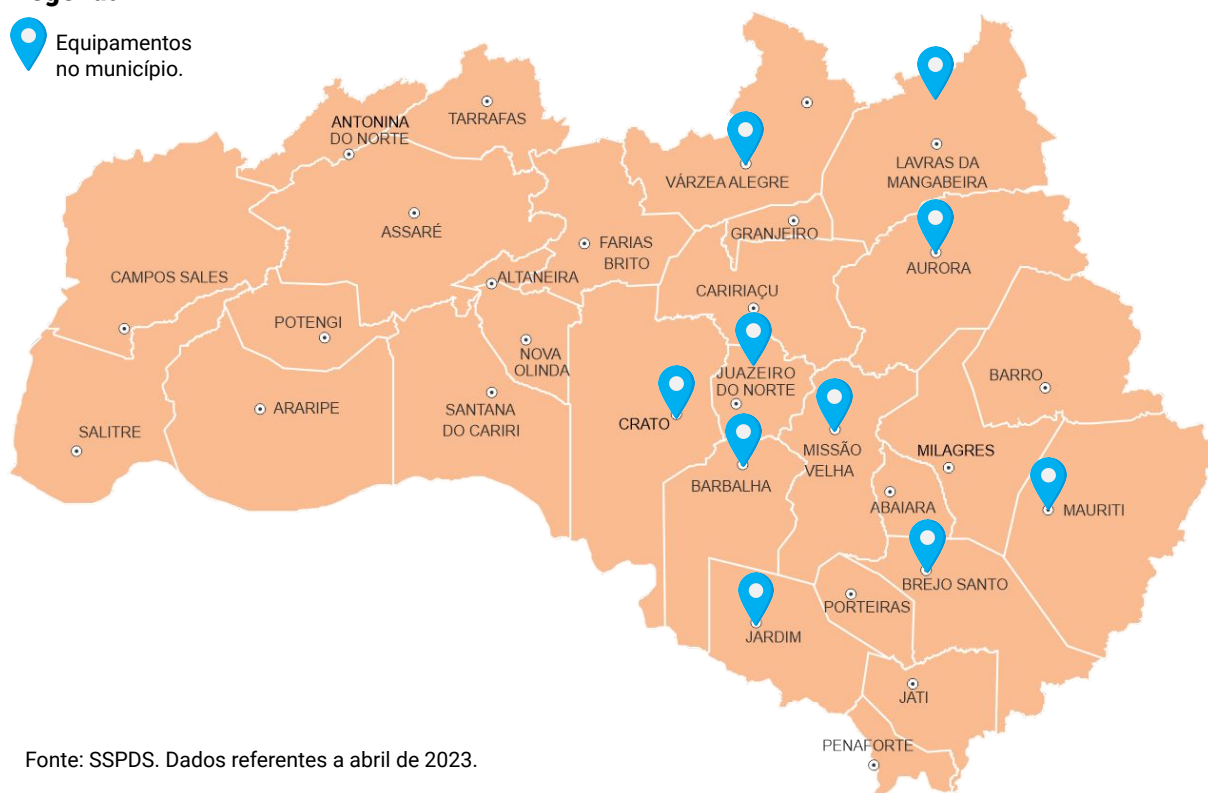 Equipamentos
no município.
TARRAFAS
ANTONINA
DO NORTE
VÁRZEA ALEGRE
LAVRAS DA
MANGABEIRA
ASSARÉ
GRANJEIRO
FARIAS
BRITO
AURORA
CAMPOS SALES
ALTANEIRA
CARIRIAÇU
POTENGI
NOVA
OLINDA
JUAZEIRO
DO NORTE
BARRO
ARARIPE
SANTANA
DO CARIRI
CRATO
SALITRE
MISSÃO
VELHA
MILAGRES
BARBALHA
ABAIARA
MAURITI
BREJO SANTO
PORTEIRAS
JARDIM
JATI
PENAFORTE
Fonte: SSPDS. Dados referentes a abril de 2023.